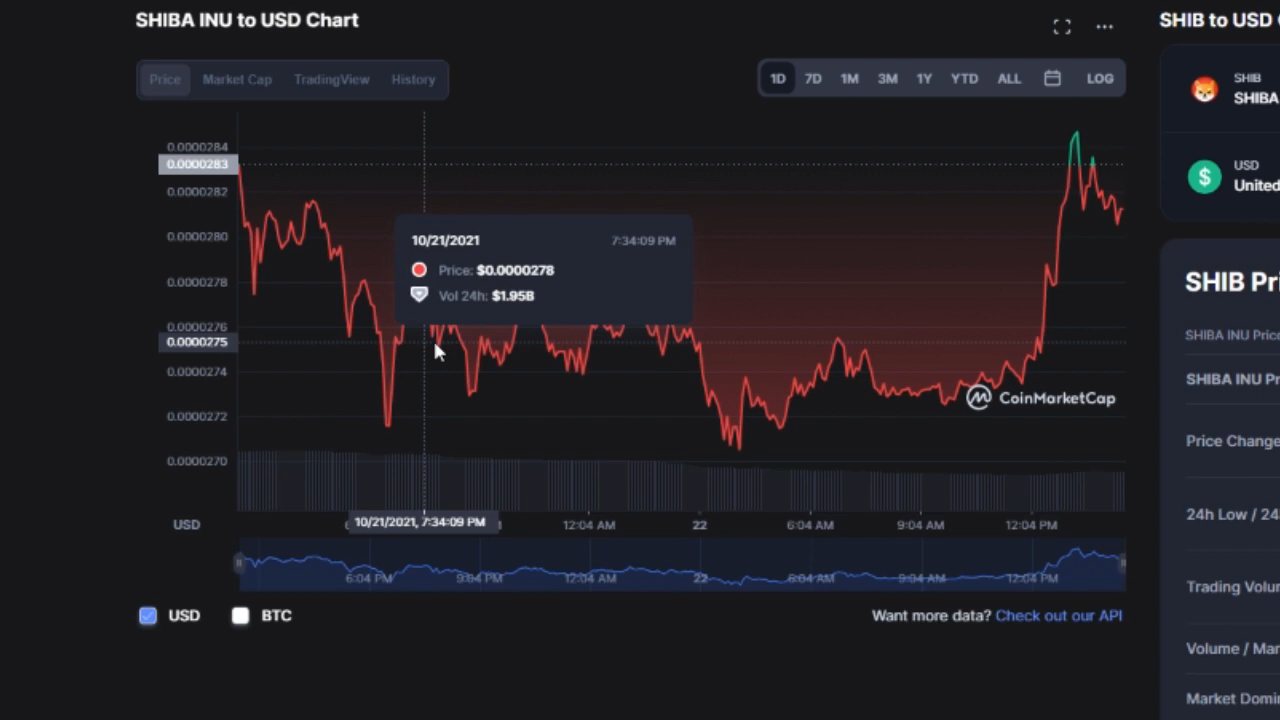 SHIBA INU to USD Chart
SHIB to USD
Price Market Cap TradingView History
1D 7D 1M 3M 1Y YTD ALL LOG
SHIB
SHIBA
USD
United
0.0000284
0.0000283
0.0000282
0.0000280
0.0000278
0.0000276
0.0000275
0.0000274
0.0000272
0.0000270
10/21/2021 7:34:09 PM
Price: $0.0000278
Vol 24h: $1.95B
CoinMarketCap
USD
10/21/2021, 7:34:09 PM
12:04 AM 22 6:04 AM 9:04 AM 12:04 PM
6:04 PM 9:04 PM 12:04 AM 22 6:04 AM 9:04 AM 12:04 PM
USD BTC
Want more data? Check out our API
SHIB Pri
SHIBA INU Price
SHIBA INU Pr
Price Change
24h Low / 24
Trading Volum
Volume / Mar
Market Domin